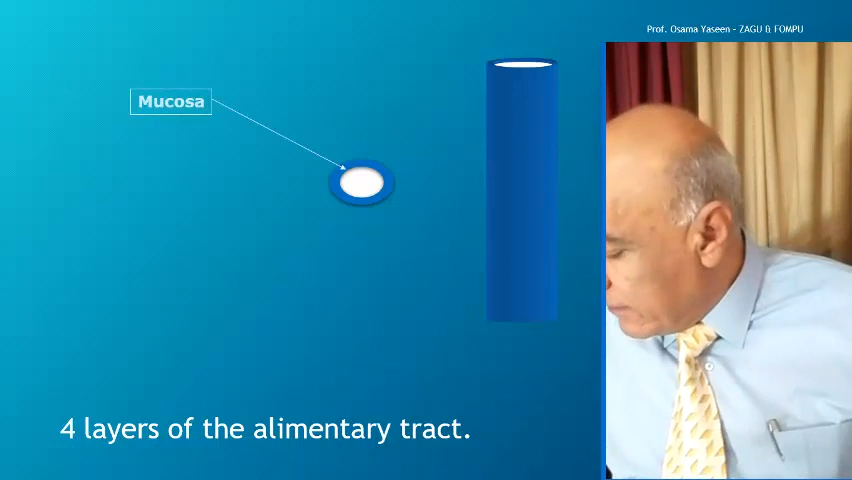 Prof. Osama Yaseen – ZAGU & FOMPU
Mucosa
4 layers of the alimentary tract.